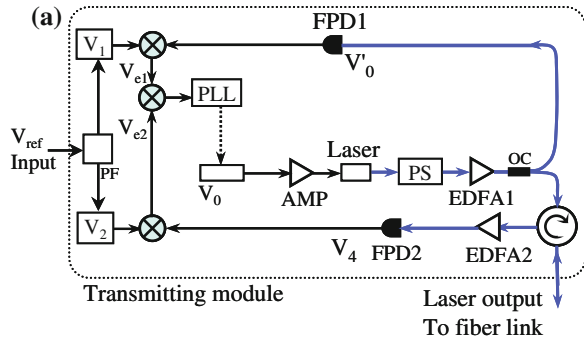 (a)
FPD1
V₁
Vₑ₁
V'₀
PLL
Vₑ₂
V_ref
Input
PF
Laser
OC
PS
V₀
AMP
EDFA1
V₂
V₄
FPD2
EDFA2
Transmitting module
Laser output
To fiber link